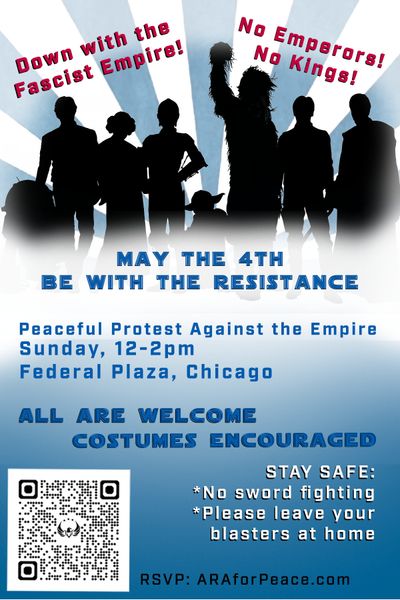 Down with the
Fascist Empire!
No Emperors!
No Kings!
MAY THE 4TH
BE WITH THE RESISTANCE
Peaceful Protest Against the Empire
Sunday, 12-2pm
Federal Plaza, Chicago
ALL ARE WELCOME
COSTUMES ENCOURAGED
STAY SAFE:
*No sword fighting
*Please leave your
blasters at home
RSVP: ARAforPeace.com